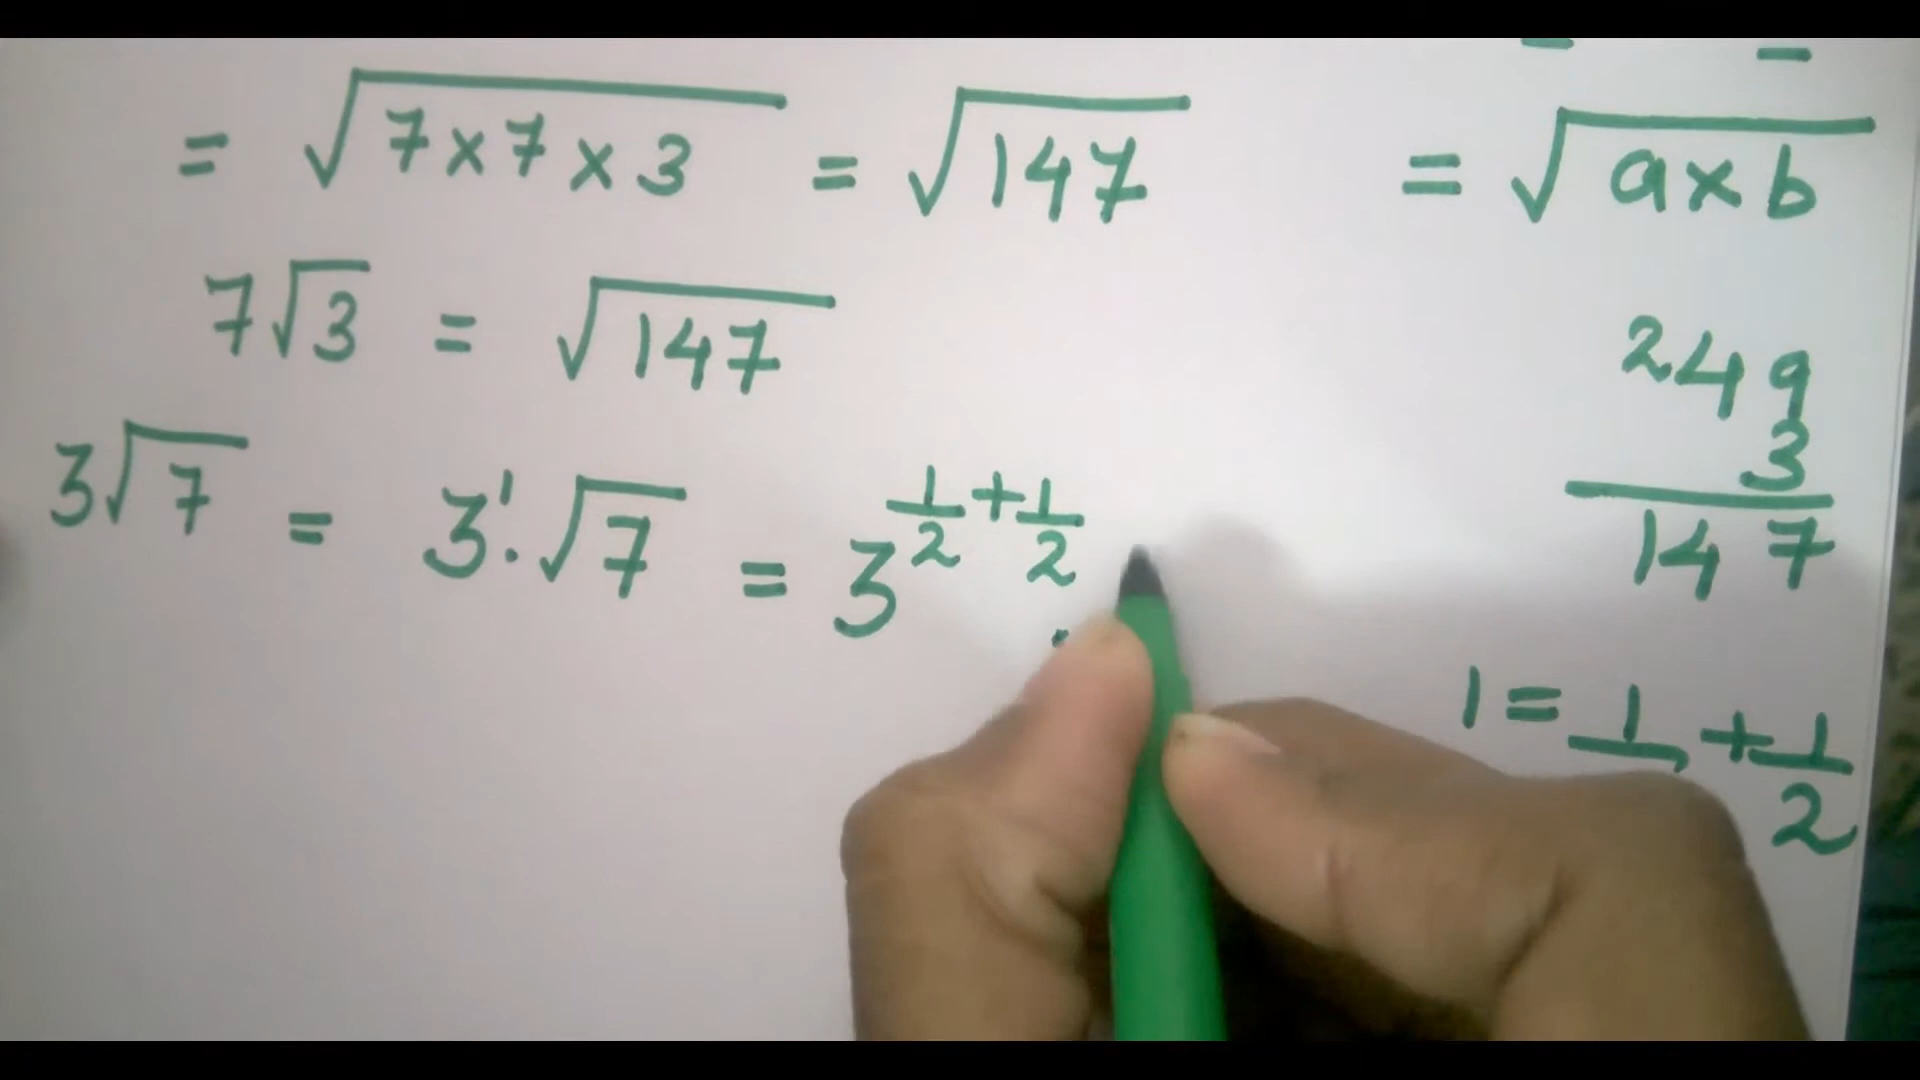 = √7×7×3 = √147
= √a×b
7√3 = √147
249
3
147
3√7 = 3¹·√7 = 3^(1/2+1/2) ·
1 = 1/ + 1/2